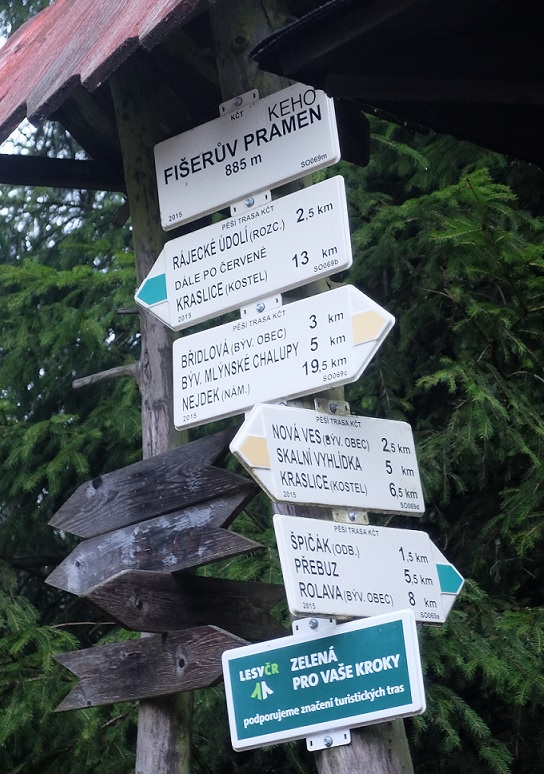 KČT
KEHO
FIŠERŮV PRAMEN
885 m
2015 SO069m
PĚŠÍ TRASA KČT
RÁJECKÉ ÚDOLÍ (ROZC.) 2,5 km
DÁLE PO ČERVENÉ
KRASLICE (KOSTEL) 13 km
2015 SO069b
PĚŠÍ TRASA KČT
BŘIDLOVÁ (BÝV. OBEC) 3 km
BÝV. MLÝNSKÉ CHALUPY 5 km
NEJDEK (NÁM.) 19,5 km
2015 SO069c
PĚŠÍ TRASA KČT
NOVÁ VES (BÝV. OBEC) 2,5 km
SKALNÍ VYHLÍDKA 5 km
KRASLICE (KOSTEL) 6,5 km
2015 SO069d
PĚŠÍ TRASA KČT
ŠPIČÁK (ODB.) 1,5 km
PŘEBUZ 5,5 km
ROLAVA (BÝV. OBEC) 8 km
2015 SO069e
LESY ČR
ZELENÁ
PRO VAŠE KROKY
podporujeme značení turistických tras